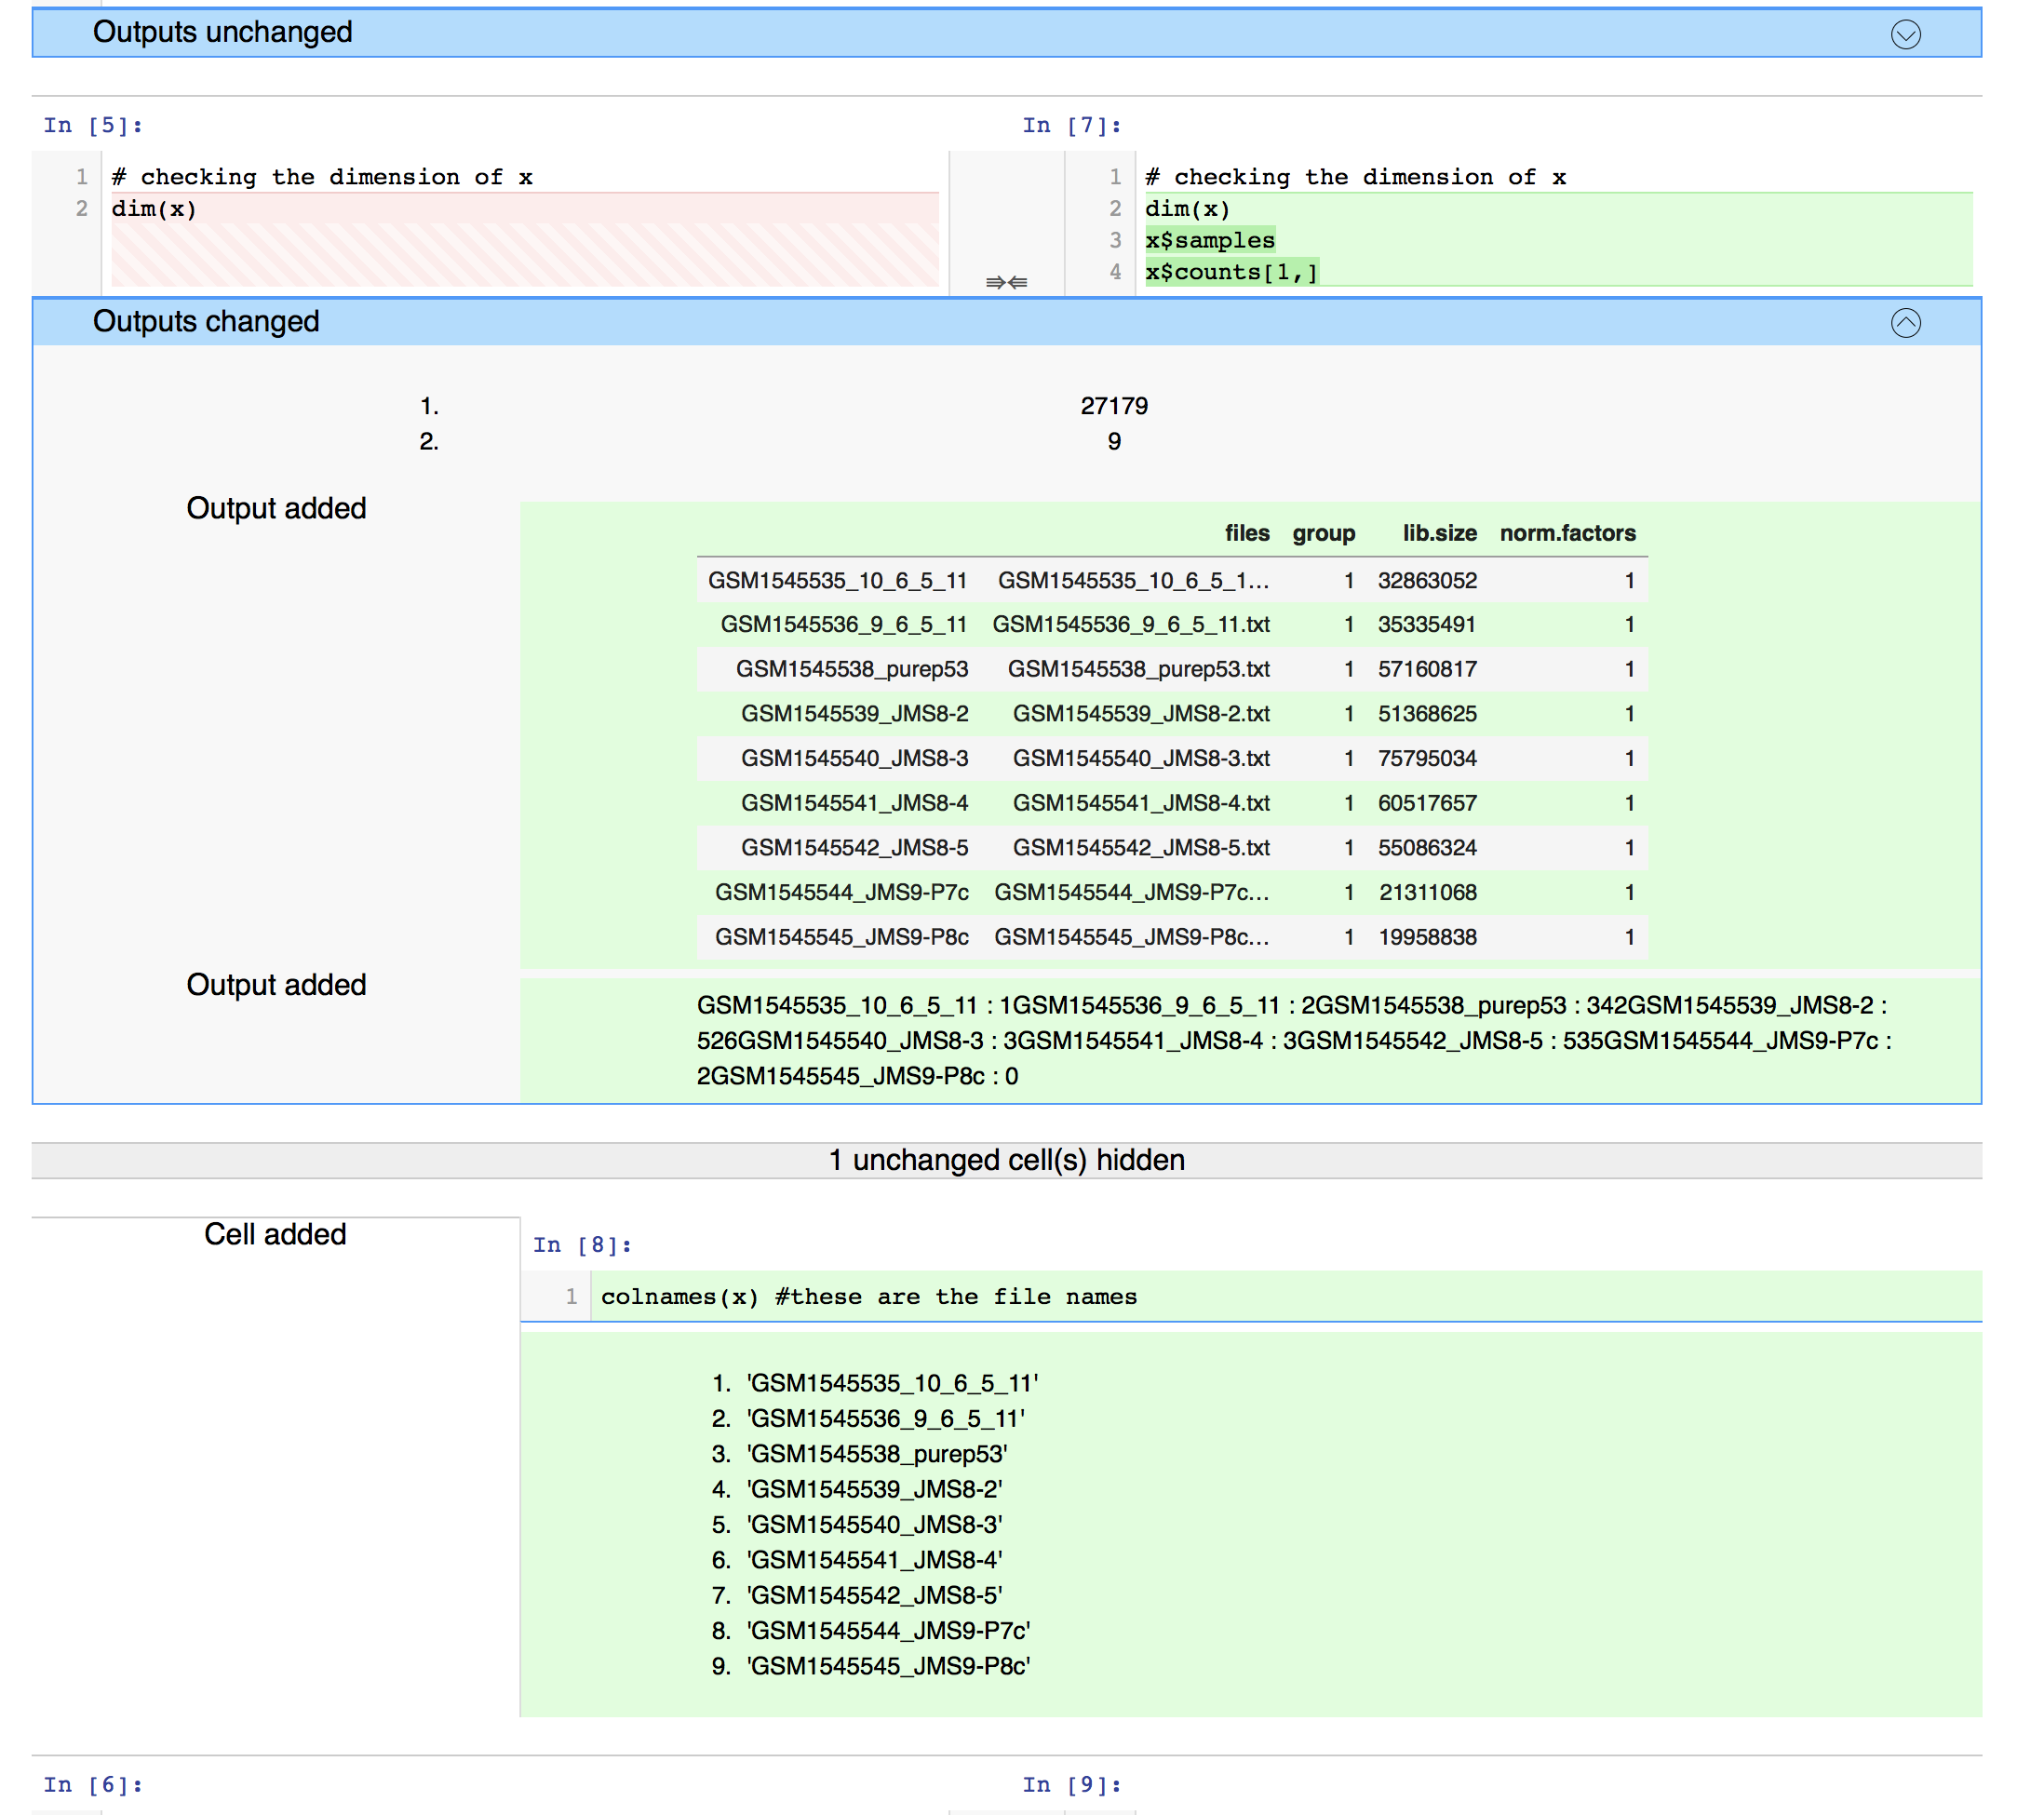 Outputs unchanged
In [5]:
1 # checking the dimension of x
2 dim(x)
In [7]:
1 # checking the dimension of x
2 dim(x)
3 x$samples
4 x$counts[1,]
Outputs changed
1. 27179
2. 9
Output added
files group lib.size norm.factors
GSM1545535_10_6_5_11 GSM1545535_10_6_5_1... 1 32863052 1
GSM1545536_9_6_5_11 GSM1545536_9_6_5_11.txt 1 35335491 1
GSM1545538_purep53 GSM1545538_purep53.txt 1 57160817 1
GSM1545539_JMS8-2 GSM1545539_JMS8-2.txt 1 51368625 1
GSM1545540_JMS8-3 GSM1545540_JMS8-3.txt 1 75795034 1
GSM1545541_JMS8-4 GSM1545541_JMS8-4.txt 1 60517657 1
GSM1545542_JMS8-5 GSM1545542_JMS8-5.txt 1 55086324 1
GSM1545544_JMS9-P7c GSM1545544_JMS9-P7c... 1 21311068 1
GSM1545545_JMS9-P8c GSM1545545_JMS9-P8c... 1 19958838 1
Output added
GSM1545535_10_6_5_11 : 1GSM1545536_9_6_5_11 : 2GSM1545538_purep53 : 342GSM1545539_JMS8-2 :
526GSM1545540_JMS8-3 : 3GSM1545541_JMS8-4 : 3GSM1545542_JMS8-5 : 535GSM1545544_JMS9-P7c :
2GSM1545545_JMS9-P8c : 0
1 unchanged cell(s) hidden
Cell added
In [8]:
1 colnames(x) #these are the file names
1. 'GSM1545535_10_6_5_11'
2. 'GSM1545536_9_6_5_11'
3. 'GSM1545538_purep53'
4. 'GSM1545539_JMS8-2'
5. 'GSM1545540_JMS8-3'
6. 'GSM1545541_JMS8-4'
7. 'GSM1545542_JMS8-5'
8. 'GSM1545544_JMS9-P7c'
9. 'GSM1545545_JMS9-P8c'
In [6]:
In [9]: